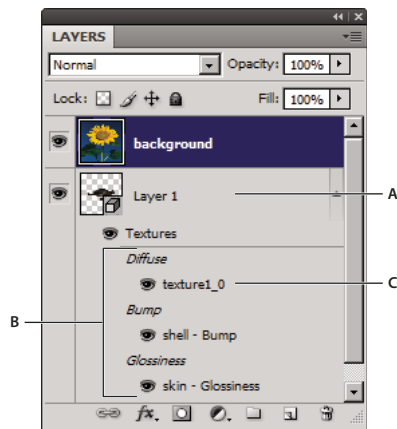 LAYERS
Normal Opacity: 100%
Lock: Fill: 100%
background
Layer 1 A
Textures
Diffuse
texture1_0 C
Bump
B shell - Bump
Glossiness
skin - Glossiness
fx.